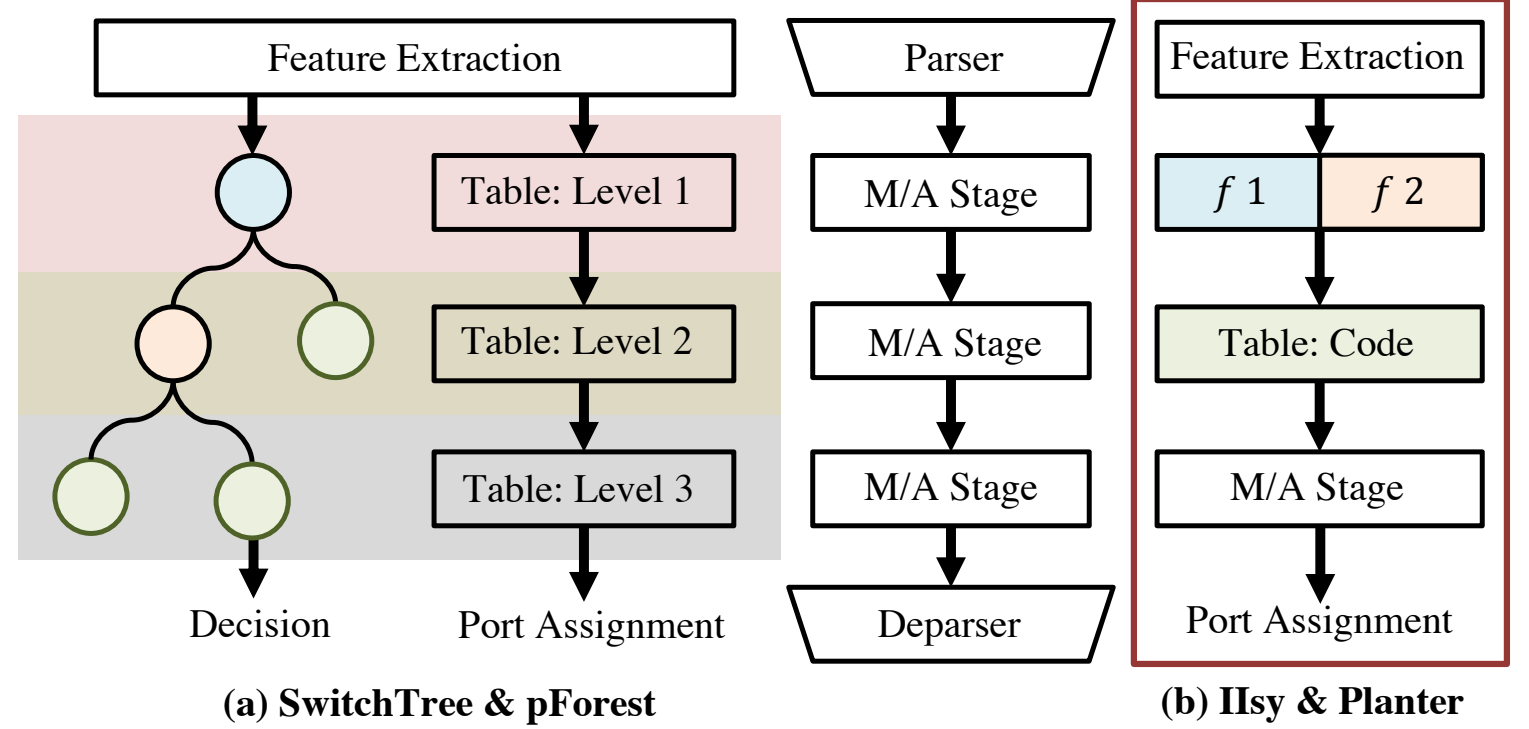 Feature Extraction
Parser
Feature Extraction
Table: Level 1
M/A Stage
f 1
f 2
Table: Level 2
M/A Stage
Table: Code
Table: Level 3
M/A Stage
M/A Stage
Decision
Port Assignment
Deparser
Port Assignment
(a) SwitchTree & pForest
(b) IIsy & Planter